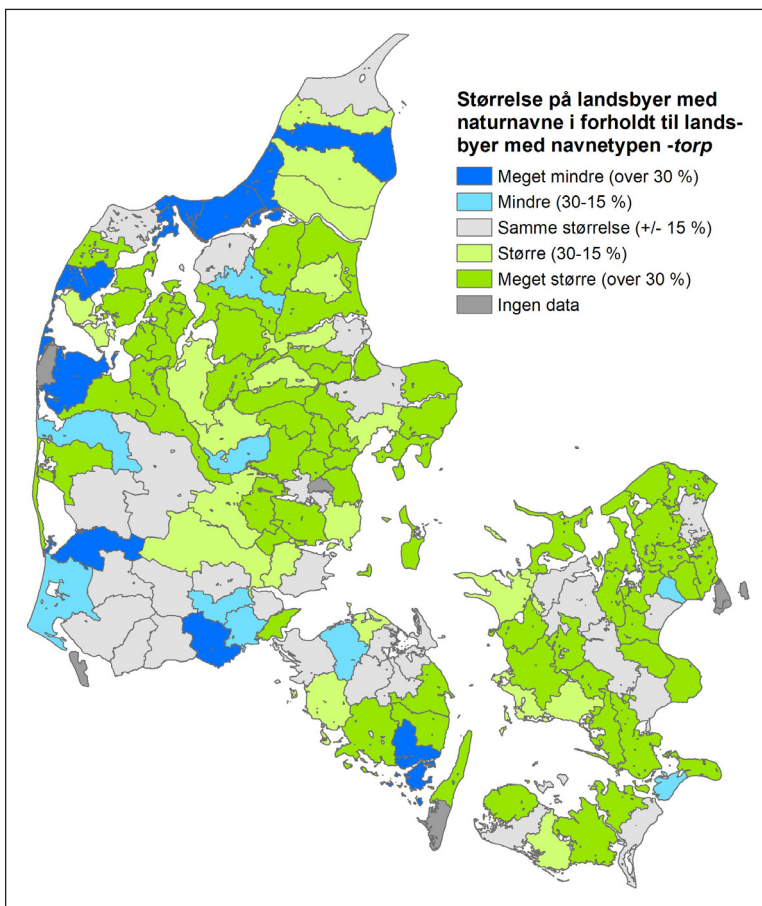 Størrelse på landsbyer med
naturnavne i forholdt til lands-
byer med navnetypen -torp
Meget mindre (over 30 %)
Mindre (30-15 %)
Samme størrelse (+/- 15 %)
Større (30-15 %)
Meget større (over 30 %)
Ingen data